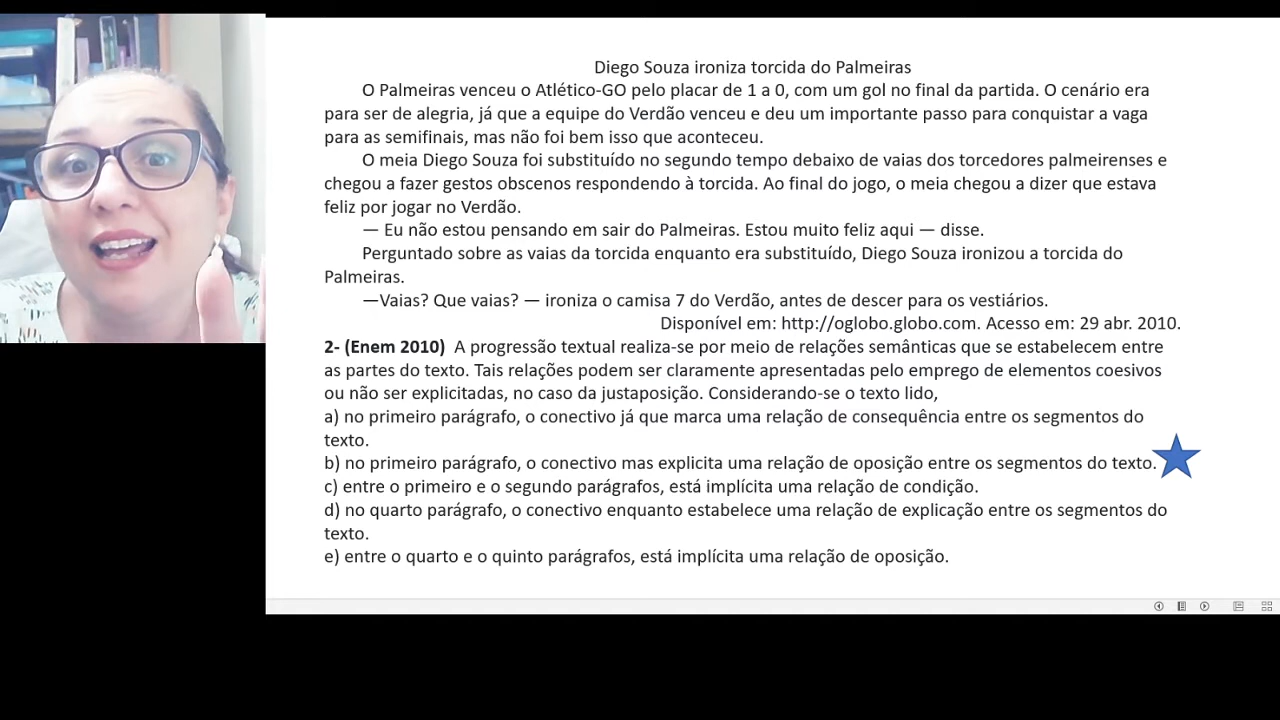 Diego Souza ironiza torcida do Palmeiras
O Palmeiras venceu o Atlético-GO pelo placar de 1 a 0, com um gol no final da partida. O cenário era
para ser de alegria, já que a equipe do Verdão venceu e deu um importante passo para conquistar a vaga
para as semifinais, mas não foi bem isso que aconteceu.
O meia Diego Souza foi substituído no segundo tempo debaixo de vaias dos torcedores palmeirenses e
chegou a fazer gestos obscenos respondendo à torcida. Ao final do jogo, o meia chegou a dizer que estava
feliz por jogar no Verdão.
— Eu não estou pensando em sair do Palmeiras. Estou muito feliz aqui — disse.
Perguntado sobre as vaias da torcida enquanto era substituído, Diego Souza ironizou a torcida do
Palmeiras.
—Vaias? Que vaias? — ironiza o camisa 7 do Verdão, antes de descer para os vestiários.
Disponível em: http://oglobo.globo.com. Acesso em: 29 abr. 2010.
2- (Enem 2010) A progressão textual realiza-se por meio de relações semânticas que se estabelecem entre
as partes do texto. Tais relações podem ser claramente apresentadas pelo emprego de elementos coesivos
ou não ser explicitadas, no caso da justaposição. Considerando-se o texto lido,
a) no primeiro parágrafo, o conectivo já que marca uma relação de consequência entre os segmentos do
texto.
b) no primeiro parágrafo, o conectivo mas explicita uma relação de oposição entre os segmentos do texto.
c) entre o primeiro e o segundo parágrafos, está implícita uma relação de condição.
d) no quarto parágrafo, o conectivo enquanto estabelece uma relação de explicação entre os segmentos do
texto.
e) entre o quarto e o quinto parágrafos, está implícita uma relação de oposição.